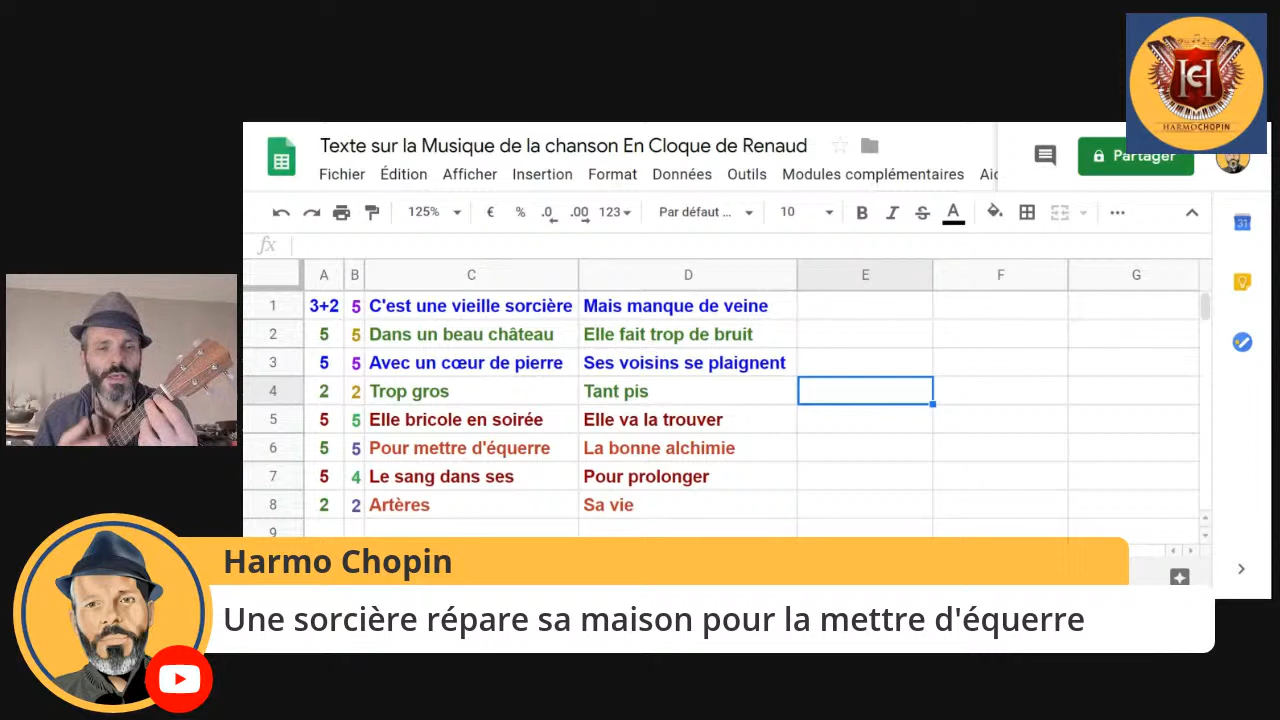 HC
HARMOCHOPIN
Texte sur la Musique de la chanson En Cloque de Renaud
Fichier Édition Afficher Insertion Format Données Outils Modules complémentaires Aid
Partager
125% € % .0 .00 123 Par défaut ... 10 B I S A ...
31
fx
A B C D E F G
1 3+2 5 C'est une vieille sorcière Mais manque de veine
2 5 5 Dans un beau château Elle fait trop de bruit
3 5 5 Avec un cœur de pierre Ses voisins se plaignent
4 2 2 Trop gros Tant pis
5 5 5 Elle bricole en soirée Elle va la trouver
6 5 5 Pour mettre d'équerre La bonne alchimie
7 5 4 Le sang dans ses Pour prolonger
8 2 2 Artères Sa vie
9
Harmo Chopin
Une sorcière répare sa maison pour la mettre d'équerre